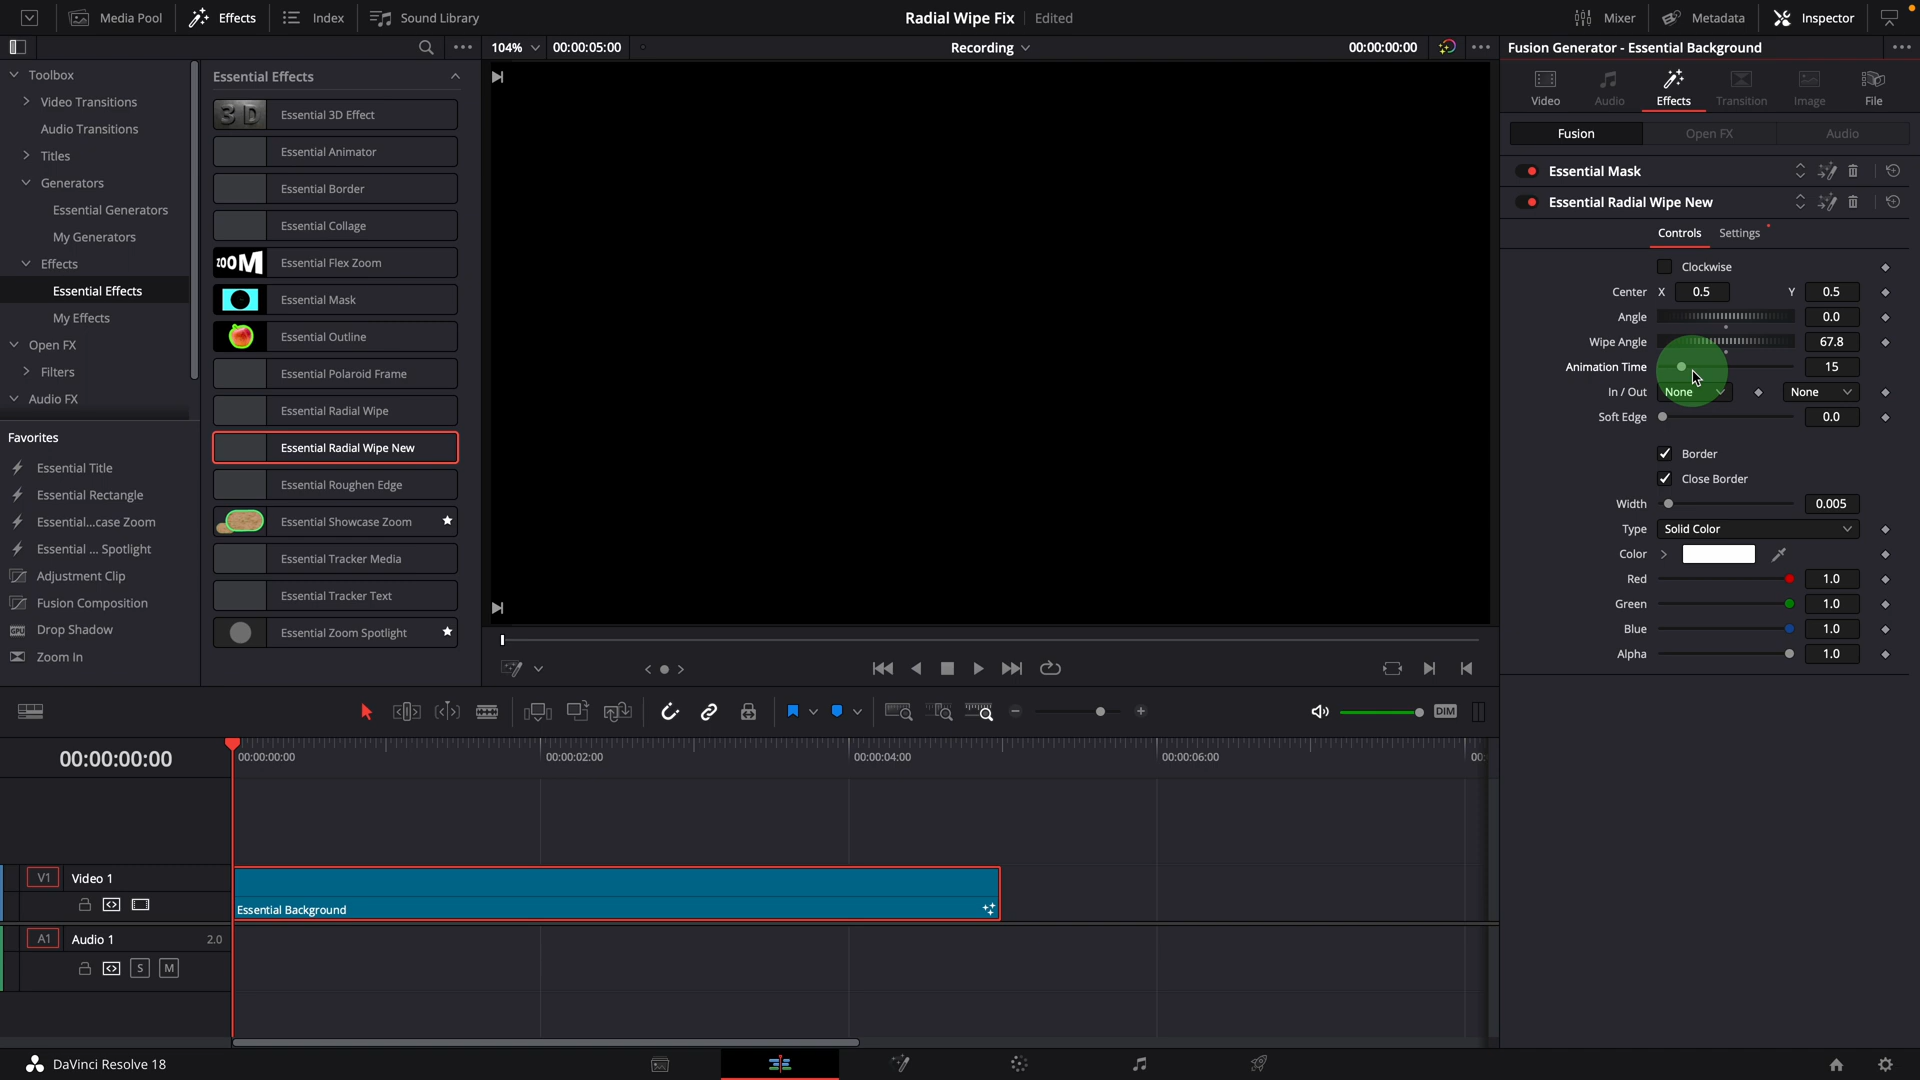 Media Pool
Effects
Index
Sound Library
Radial Wipe Fix
Edited
Mixer
Metadata
Inspector
104%
00:00:05:00
Recording
00:00:00:00
Fusion Generator - Essential Background
Toolbox
Video Transitions
Audio Transitions
Titles
Generators
Essential Generators
My Generators
Effects
Essential Effects
My Effects
Open FX
Filters
Audio FX
Favorites
Essential Title
Essential Rectangle
Essential...case Zoom
Essential ... Spotlight
Adjustment Clip
Fusion Composition
Drop Shadow
Zoom In
Essential Effects
3D Essential 3D Effect
Essential Animator
Essential Border
Essential Collage
ZOOM Essential Flex Zoom
Essential Mask
Essential Outline
Essential Polaroid Frame
Essential Radial Wipe
Essential Radial Wipe New
Essential Roughen Edge
Essential Showcase Zoom
Essential Tracker Media
Essential Tracker Text
Essential Zoom Spotlight
Video
Audio
Effects
Transition
Image
File
Fusion
Open FX
Audio
Essential Mask
Essential Radial Wipe New
Controls
Settings
Clockwise
Center X 0.5 Y 0.5
Angle 0.0
Wipe Angle 67.8
Animation Time 15
In / Out None None
Soft Edge 0.0
Border
Close Border
Width 0.005
Type Solid Color
Color
Red 1.0
Green 1.0
Blue 1.0
Alpha 1.0
DIM
00:00:00:00
00:00:00:00
00:00:02:00
00:00:04:00
00:00:06:00
00:
V1 Video 1
Essential Background
A1 Audio 1 2.0
S M
DaVinci Resolve 18